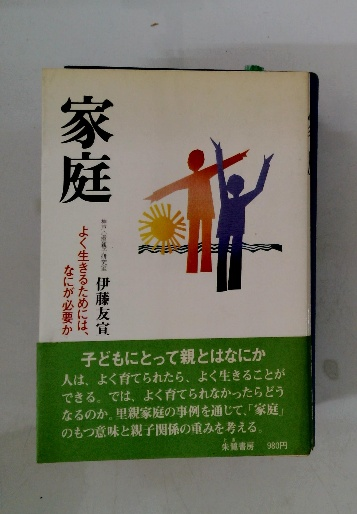 家庭
よく生きるためには、
なにが必要か
伊藤友宣
子どもにとって親とはなにか
人は、よく育てられたら、よく生きることが
できる。では、よく育てられなかったらどう
なるのか。里親家庭の事例を通じて、「家庭」
のもつ意味と親子関係の重みを考える。
朱鷺書房 980円